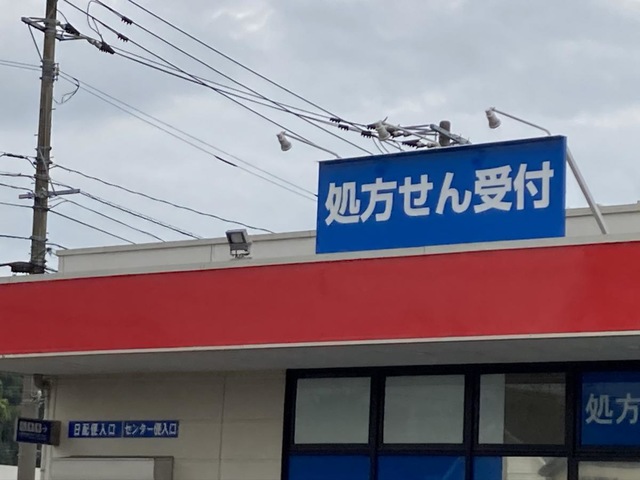 処方せん受付
日配便入口
センター便入口
処方